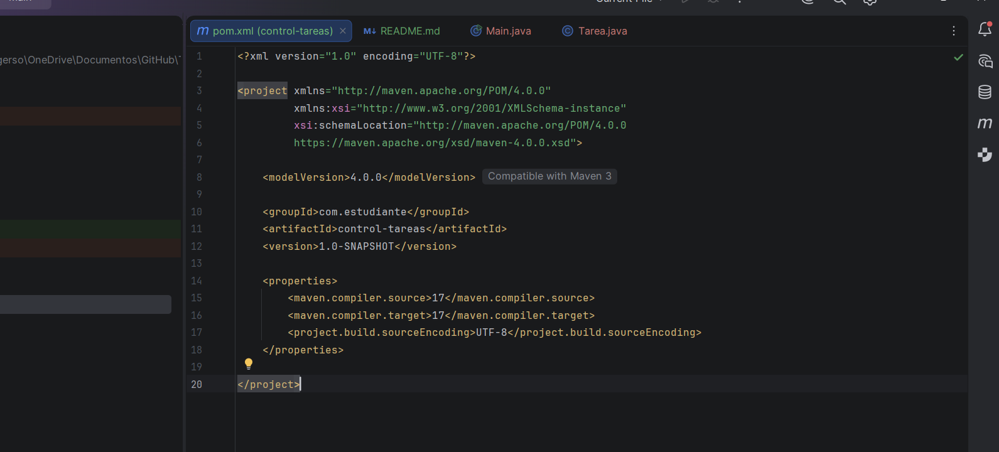 pom.xml (control-tareas)
README.md
Main.java
Tarea.java
\OneDrive\Documentos\GitHub\
1 <?xml version="1.0" encoding="UTF-8"?>
2
3 <project xmlns="http://maven.apache.org/POM/4.0.0"
4 xmlns:xsi="http://www.w3.org/2001/XMLSchema-instance"
5 xsi:schemaLocation="http://maven.apache.org/POM/4.0.0
6 https://maven.apache.org/xsd/maven-4.0.0.xsd">
7
8 <modelVersion>4.0.0</modelVersion> Compatible with Maven 3
9
10 <groupId>com.estudiante</groupId>
11 <artifactId>control-tareas</artifactId>
12 <version>1.0-SNAPSHOT</version>
13
14 <properties>
15 <maven.compiler.source>17</maven.compiler.source>
16 <maven.compiler.target>17</maven.compiler.target>
17 <project.build.sourceEncoding>UTF-8</project.build.sourceEncoding>
18 </properties>
19
20 </project>